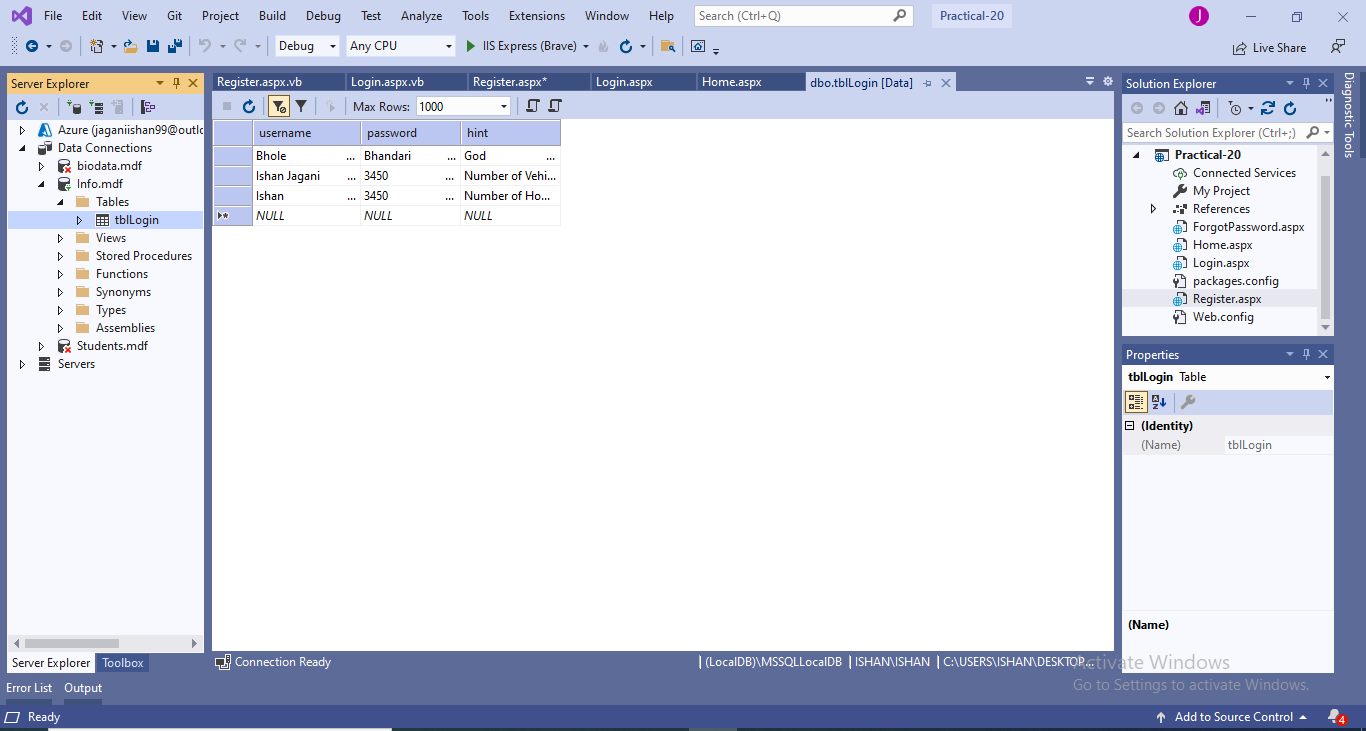 File Edit View Git Project Build Debug Test Analyze Tools Extensions Window Help Search (Ctrl+Q) Practical-20 J
Debug Any CPU IIS Express (Brave) Live Share
Server Explorer
Azure (jaganiishan99@outlo
Data Connections
biodata.mdf
Info.mdf
Tables
tblLogin
Views
Stored Procedures
Functions
Synonyms
Types
Assemblies
Students.mdf
Servers
Server Explorer Toolbox
Register.aspx.vb Login.aspx.vb Register.aspx* Login.aspx Home.aspx dbo.tblLogin [Data]
Max Rows: 1000
username password hint
Bhole ... Bhandari ... God ...
Ishan Jagani ... 3450 ... Number of Vehi...
Ishan ... 3450 ... Number of Ho...
NULL NULL NULL
Connection Ready | (LocalDB)\MSSQLLocalDB | ISHAN\ISHAN | C:\USERS\ISHAN\DESKTOP...
Solution Explorer
Search Solution Explorer (Ctrl+;)
Practical-20
Connected Services
My Project
References
ForgotPassword.aspx
Home.aspx
Login.aspx
packages.config
Register.aspx
Web.config
Properties
tblLogin Table
(Identity)
(Name) tblLogin
(Name)
Diagnostic Tools
Activate Windows
Go to Settings to activate Windows.
Error List Output
Ready Add to Source Control 4